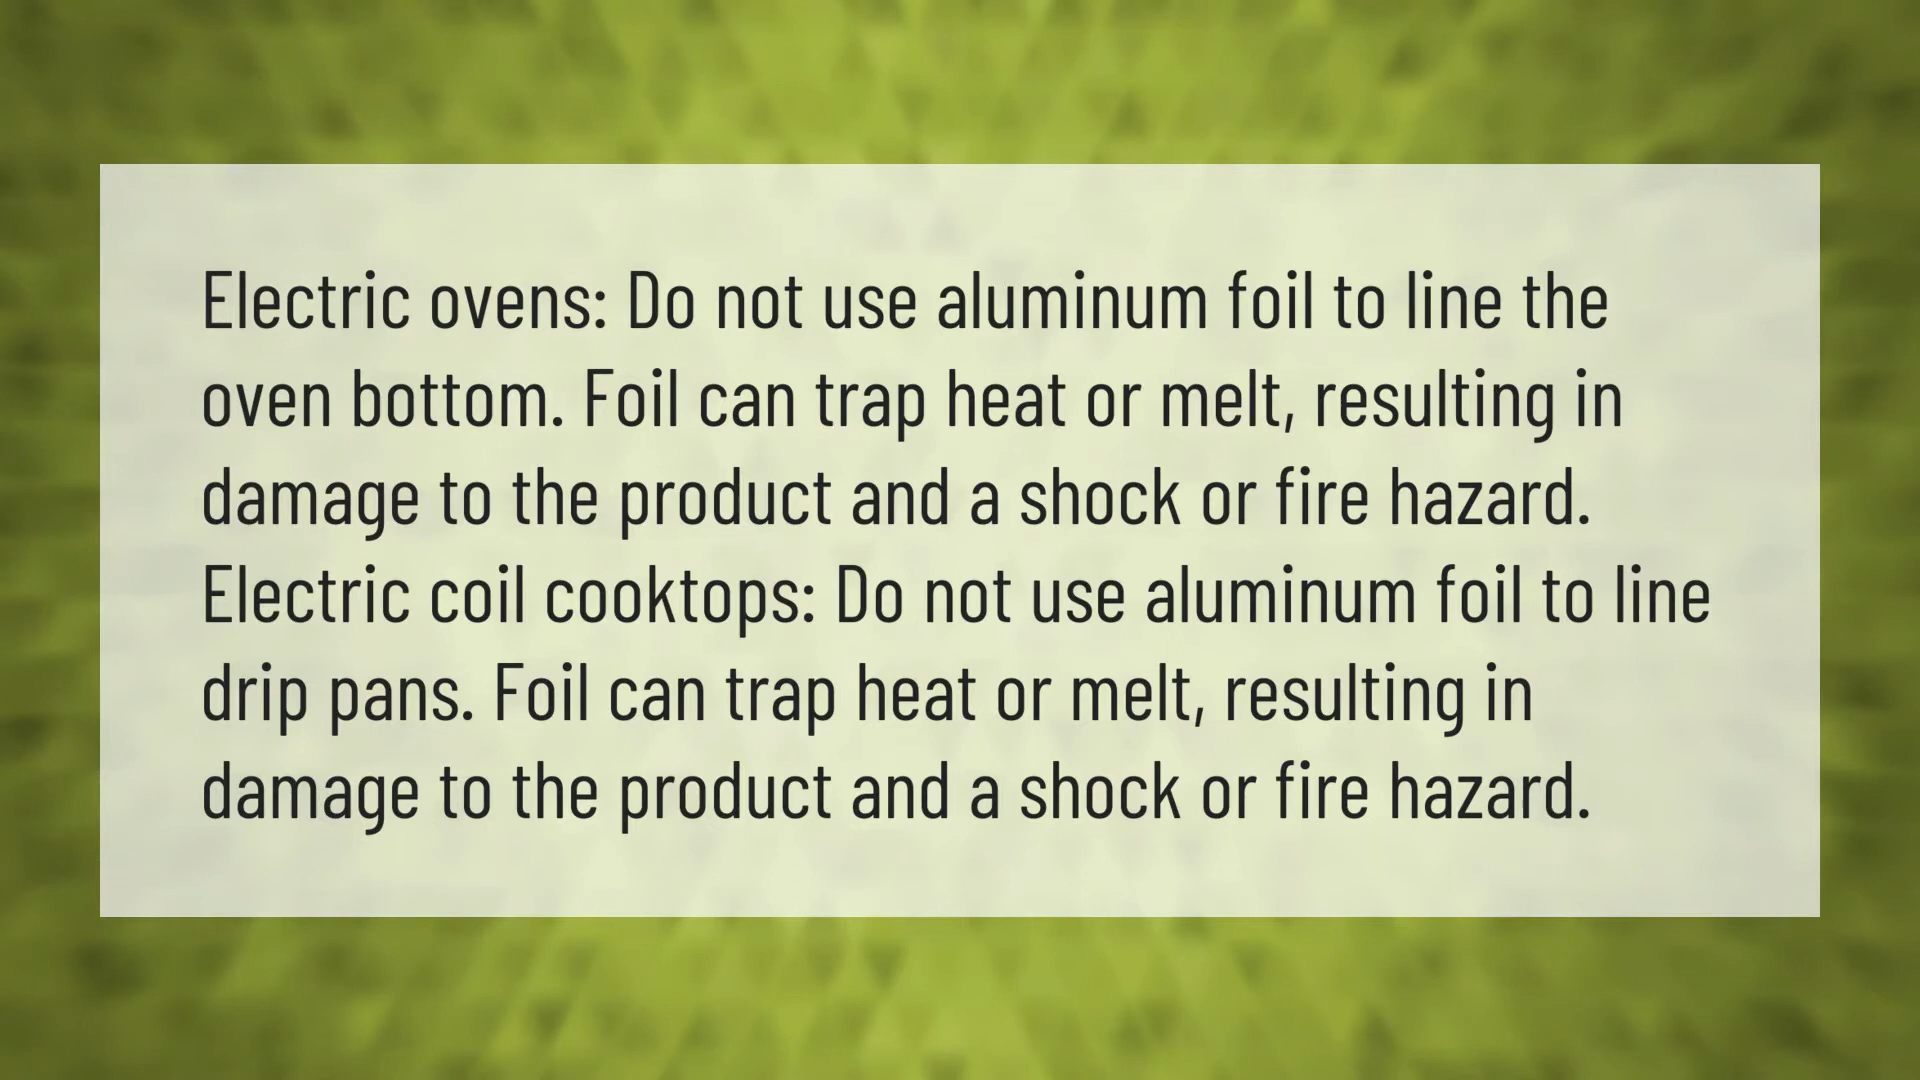 Electric ovens: Do not use aluminum foil to line the
oven bottom. Foil can trap heat or melt, resulting in
damage to the product and a shock or fire hazard.
Electric coil cooktops: Do not use aluminum foil to line
drip pans. Foil can trap heat or melt, resulting in
damage to the product and a shock or fire hazard.